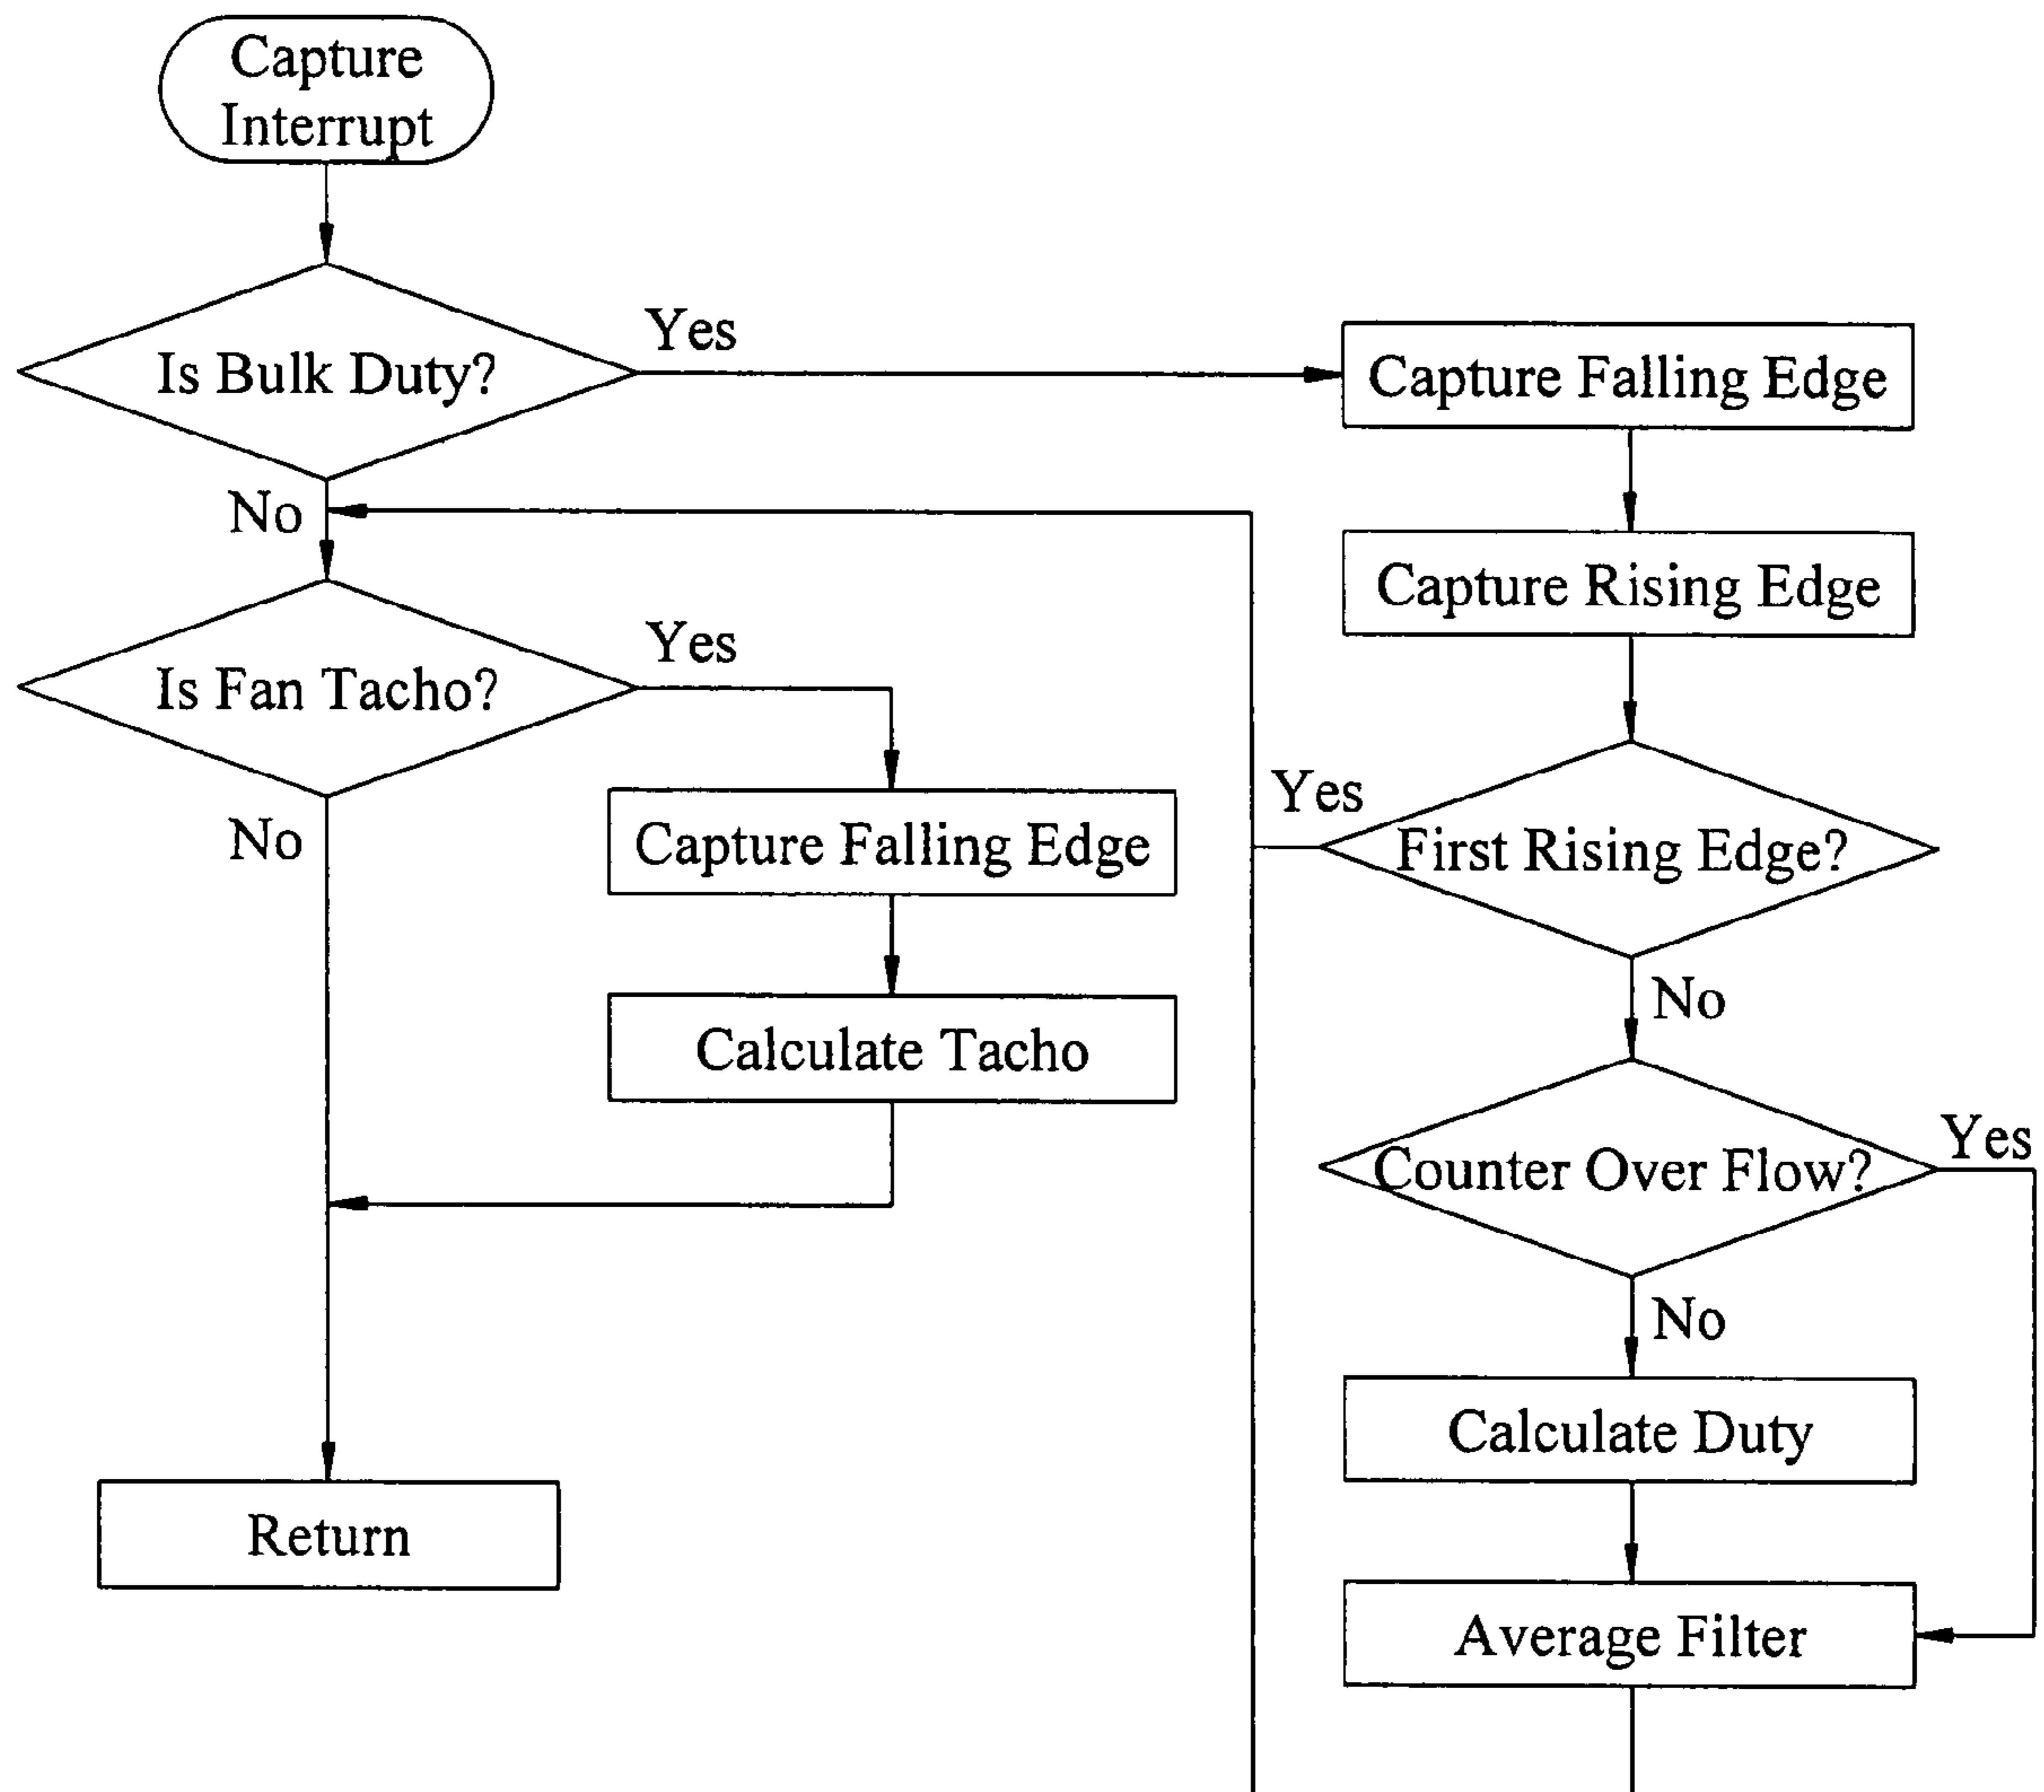 Capture
Interrupt
Is Bulk Duty?
Yes
No
Is Fan Tacho?
Yes
No
Capture Falling Edge
Calculate Tacho
Return
Capture Falling Edge
Capture Rising Edge
First Rising Edge?
Yes
No
Counter Over Flow?
Yes
No
Calculate Duty
Average Filter